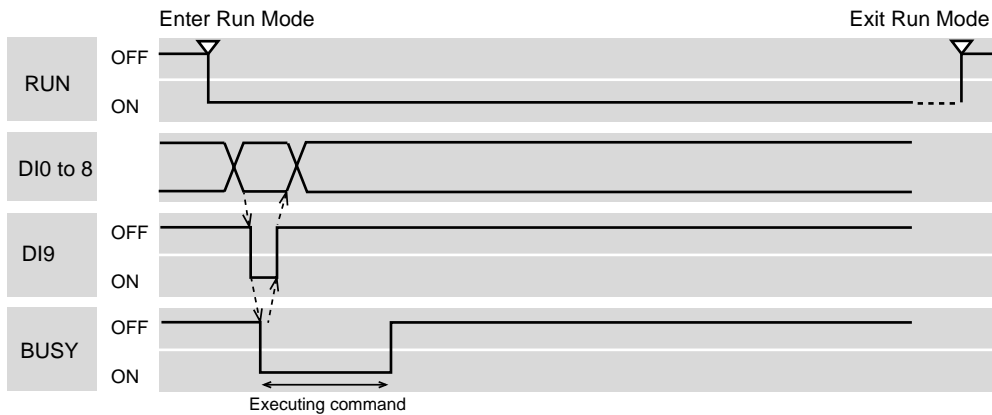 Enter Run Mode
Exit Run Mode
RUN
OFF
ON
DI0 to 8
DI9
OFF
ON
BUSY
OFF
ON
Executing command